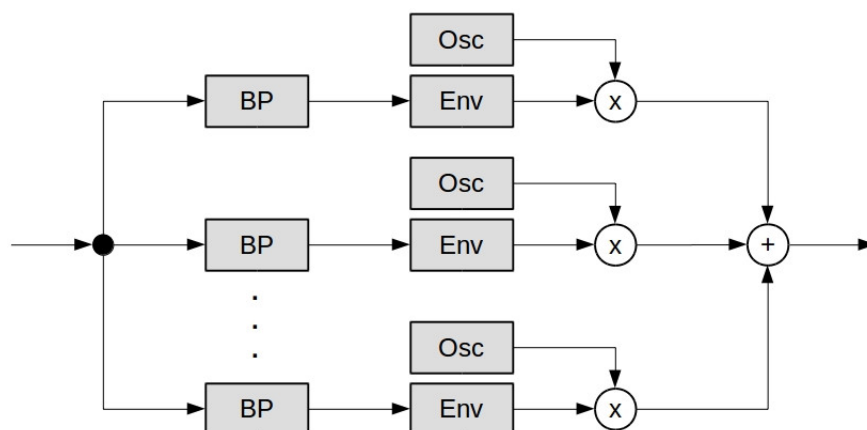 Osc
BP Env x
Osc
BP Env x +
.
.
.
Osc
BP Env x